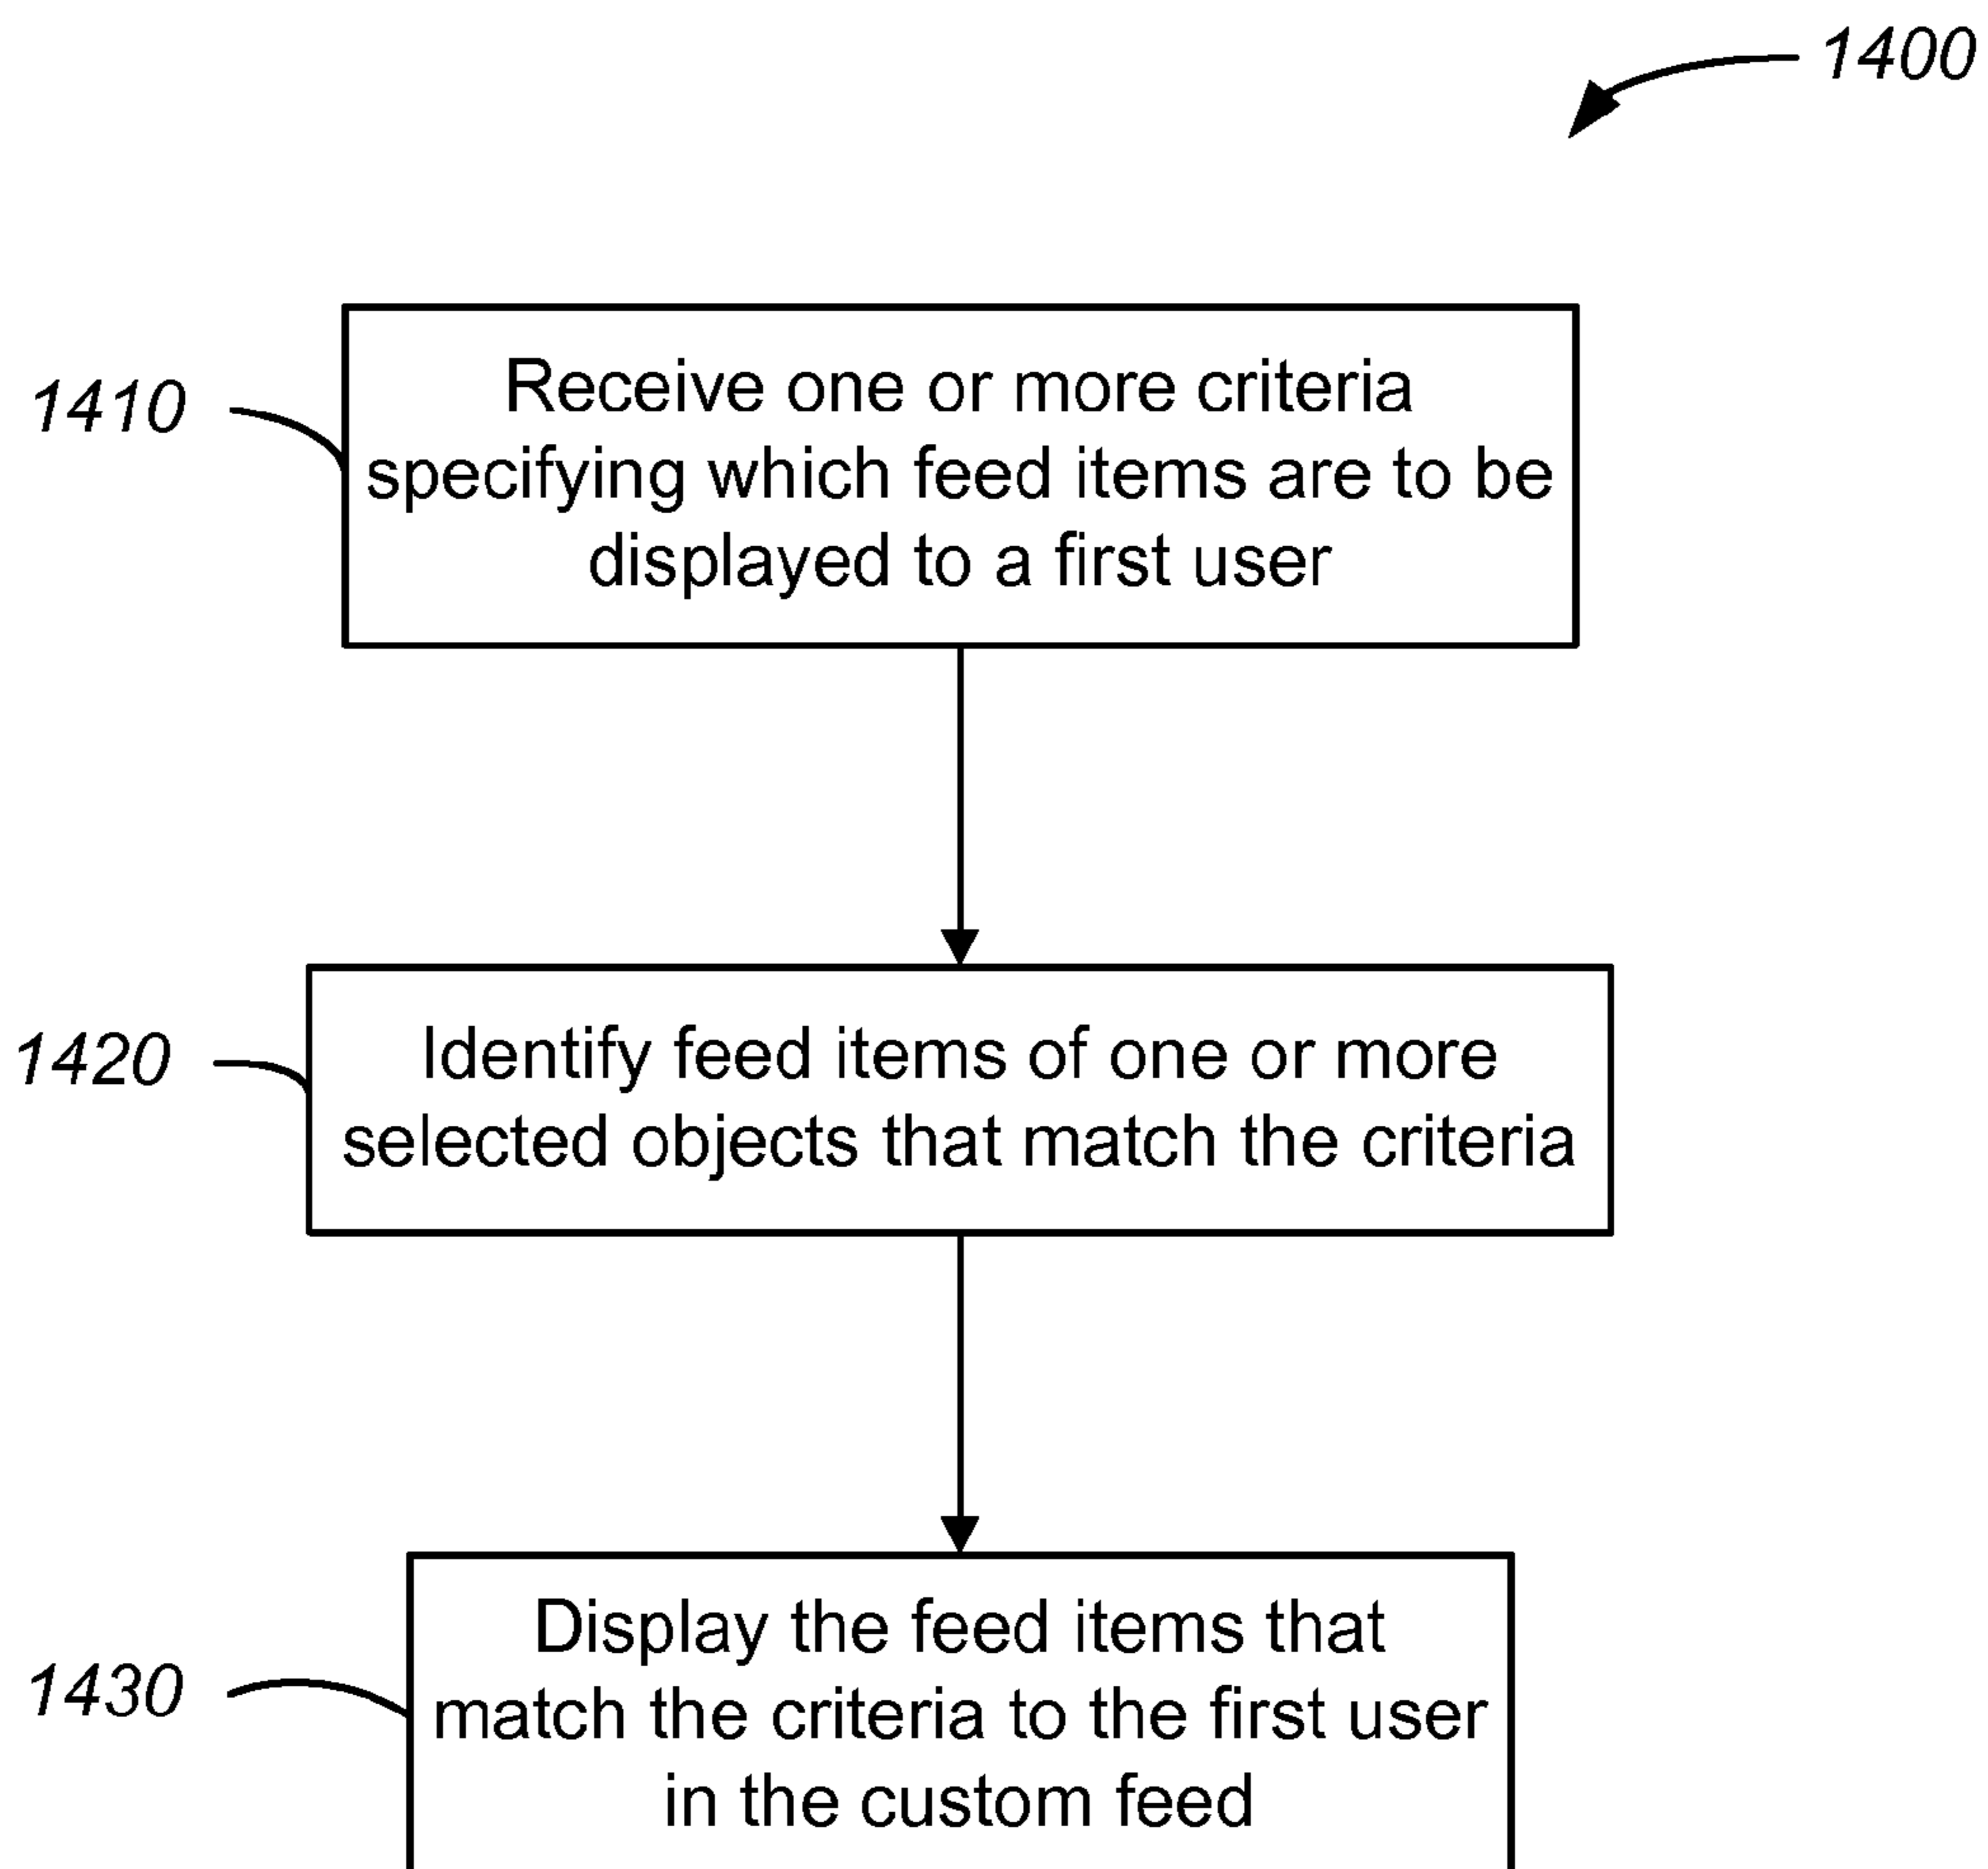 1400
1410
Receive one or more criteria
specifying which feed items are to be
displayed to a first user
1420
Identify feed items of one or more
selected objects that match the criteria
1430
Display the feed items that
match the criteria to the first user
in the custom feed